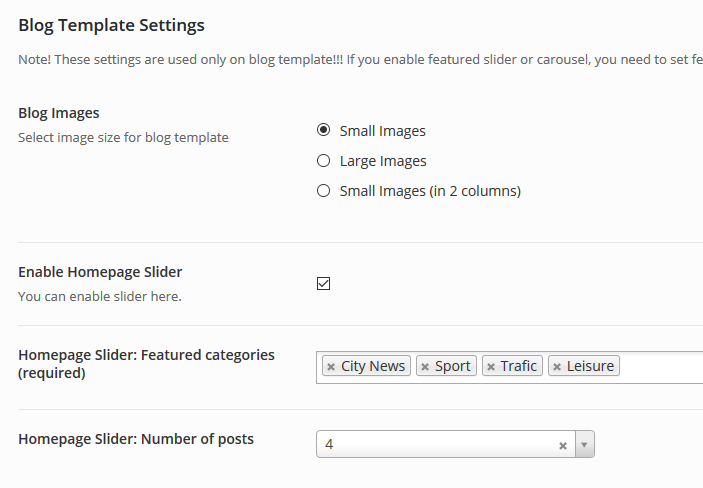 Blog Template Settings
Note! These settings are used only on blog template!!! If you enable featured slider or carousel, you need to set fe
Blog Images
Select image size for blog template
Small Images
Large Images
Small Images (in 2 columns)
Enable Homepage Slider
You can enable slider here.
Homepage Slider: Featured categories
(required)
× City News × Sport × Trafic × Leisure
Homepage Slider: Number of posts
4 ×